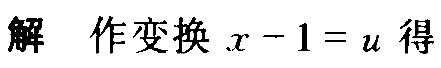 解 作变换 x − 1 = u 得